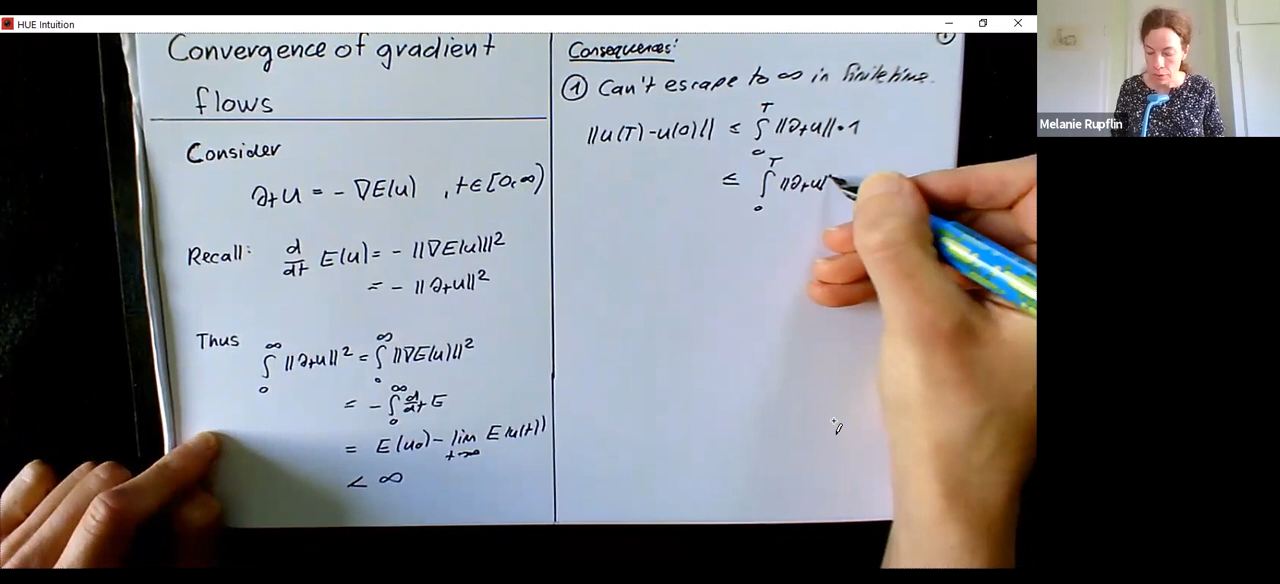 HUE Intuition
Convergence of gradient
flows
Consider
∂ₜu = - ∇E(u) , t∈[0,∞)
Recall: d/dt E(u) = - ||∇E(u)||²
= - ||∂ₜu||²
Thus
∫₀^∞ ||∂ₜu||² = ∫₀^∞ ||∇E(u)||²
= - ∫₀^∞ d/dt E
= E(u₀) - lim t→∞ E(u(t))
< ∞
Consequences:
① Can't escape to ∞ in finite time.
||u(T)-u(0)|| ≤ ∫₀^T ||∂ₜu||·1
≤ ∫₀^T ||∂ₜu||
Melanie Rupflin